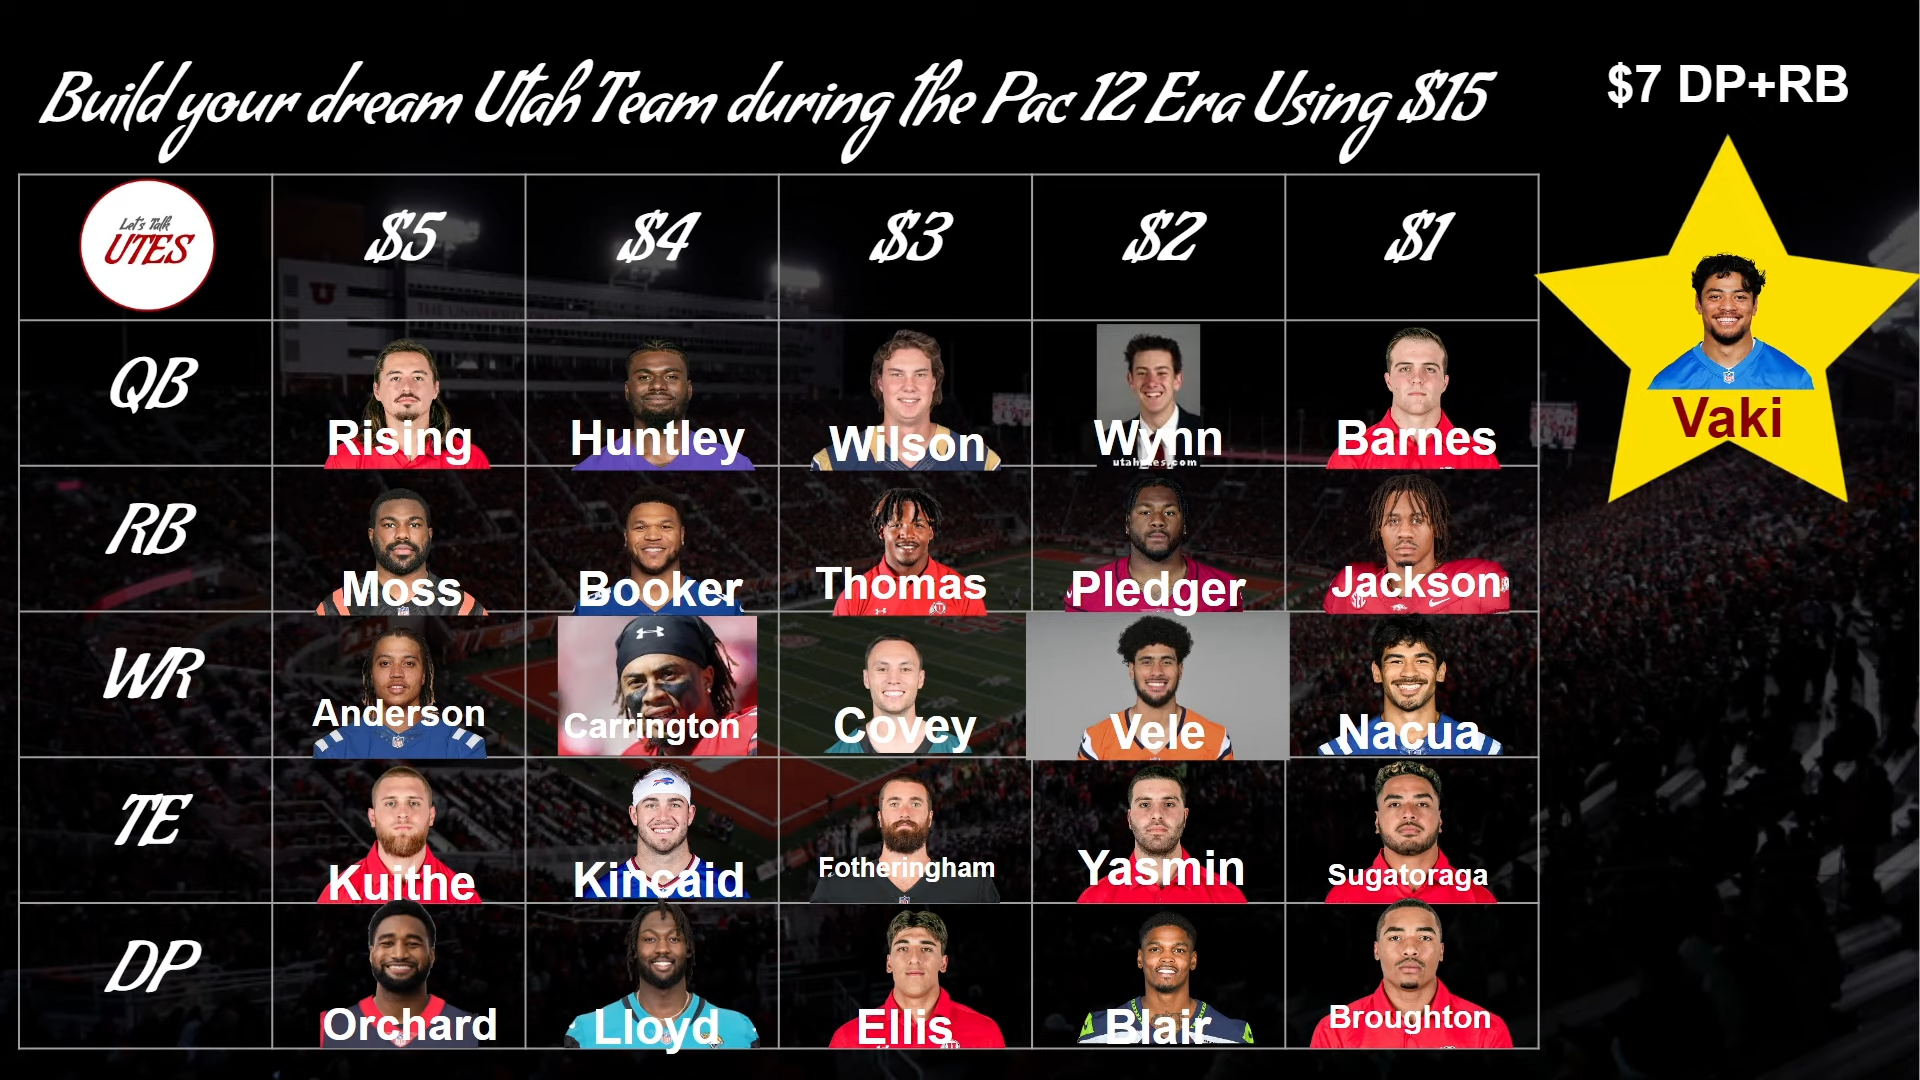 Build your dream Utah Team during the Pac 12 Era Using $15
$7 DP+RB
Let's Talk
UTES
$5
$4
$3
$2
$1
Vaki
QB
Rising
Huntley
Wilson
Wynn
utahutes.com
Barnes
RB
Moss
Booker
Thomas
Pledger
Jackson
WR
Anderson
Carrington
Covey
Vele
Nacua
TE
Kuithe
Kincaid
Fotheringham
Yasmin
Sugatoraga
DP
Orchard
Lloyd
Ellis
Blair
Broughton